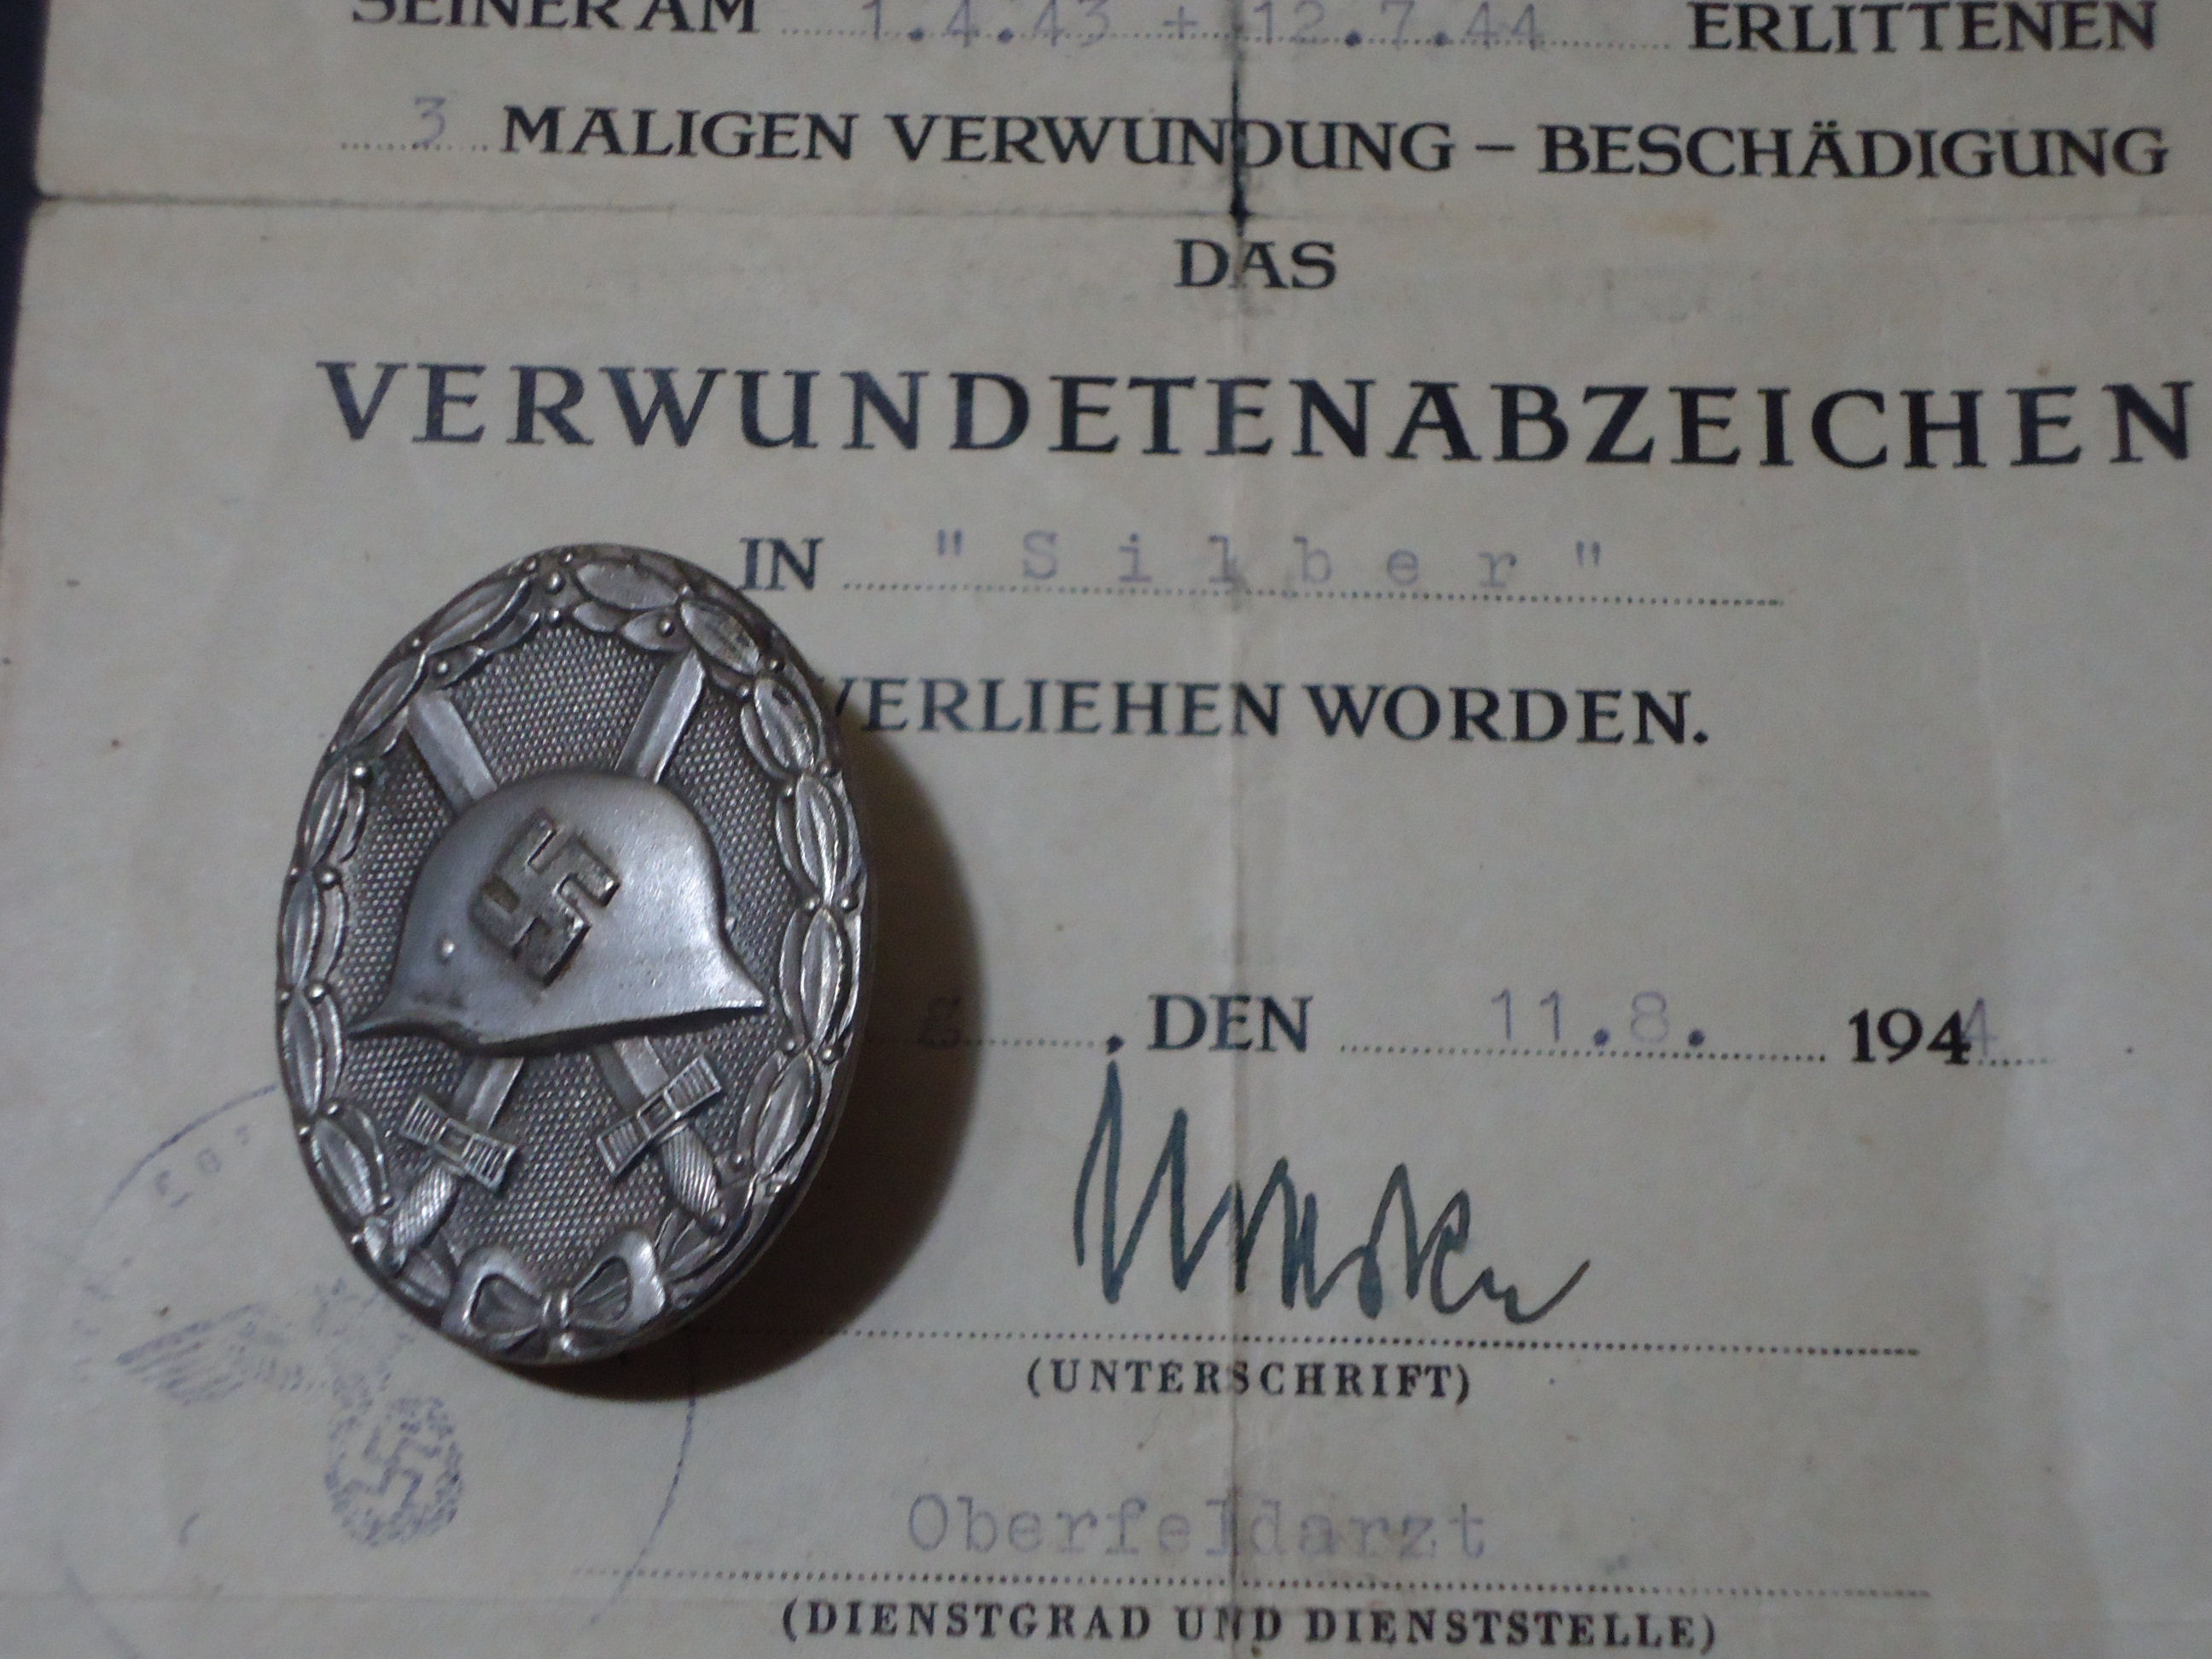 SEINER AM 1.4.43 + 12.7.44 ERLITTENEN
3 MALIGEN VERWUNDUNG – BESCHÄDIGUNG
DAS
VERWUNDETENABZEICHEN
IN "Silber"
VERLIEHEN WORDEN.
, DEN 11.8. 1944
(UNTERSCHRIFT)
Oberfeldarzt
(DIENSTGRAD UND DIENSTSTELLE)